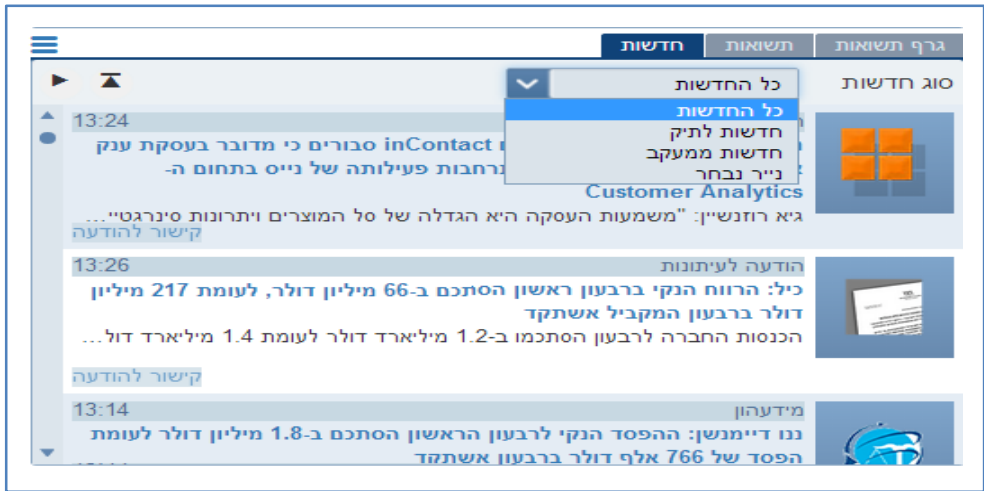 גרף תשואות
תשואות
חדשות
סוג חדשות
כל החדשות
כל החדשות
חדשות לתיק
חדשות ממעקב
נייר נבחר
13:24
inContact סבורים כי מדובר בעסקת ענק
תרחבות פעילותה של נייס בתחום ה-
Customer Analytics
גיא רוזנשיין: "משמעות העסקה היא הגדלה של סל המוצרים ויתרונות סינרגטיי...
קישור להודעה
הודעה לעיתונות 13:26
כיל: הרווח הנקי ברבעון ראשון הסתכם ב-66 מיליון דולר, לעומת 217 מיליון
דולר ברבעון המקביל אשתקד
הכנסות החברה לרבעון הסתכמו ב-1.2 מיליארד דולר לעומת 1.4 מיליארד דול...
קישור להודעה
מידעהון 13:14
ננו דיימנשן: ההפסד הנקי לרבעון הראשון הסתכם ב-1.8 מיליון דולר לעומת
הפסד של 766 אלף דולר ברבעון אשתקד